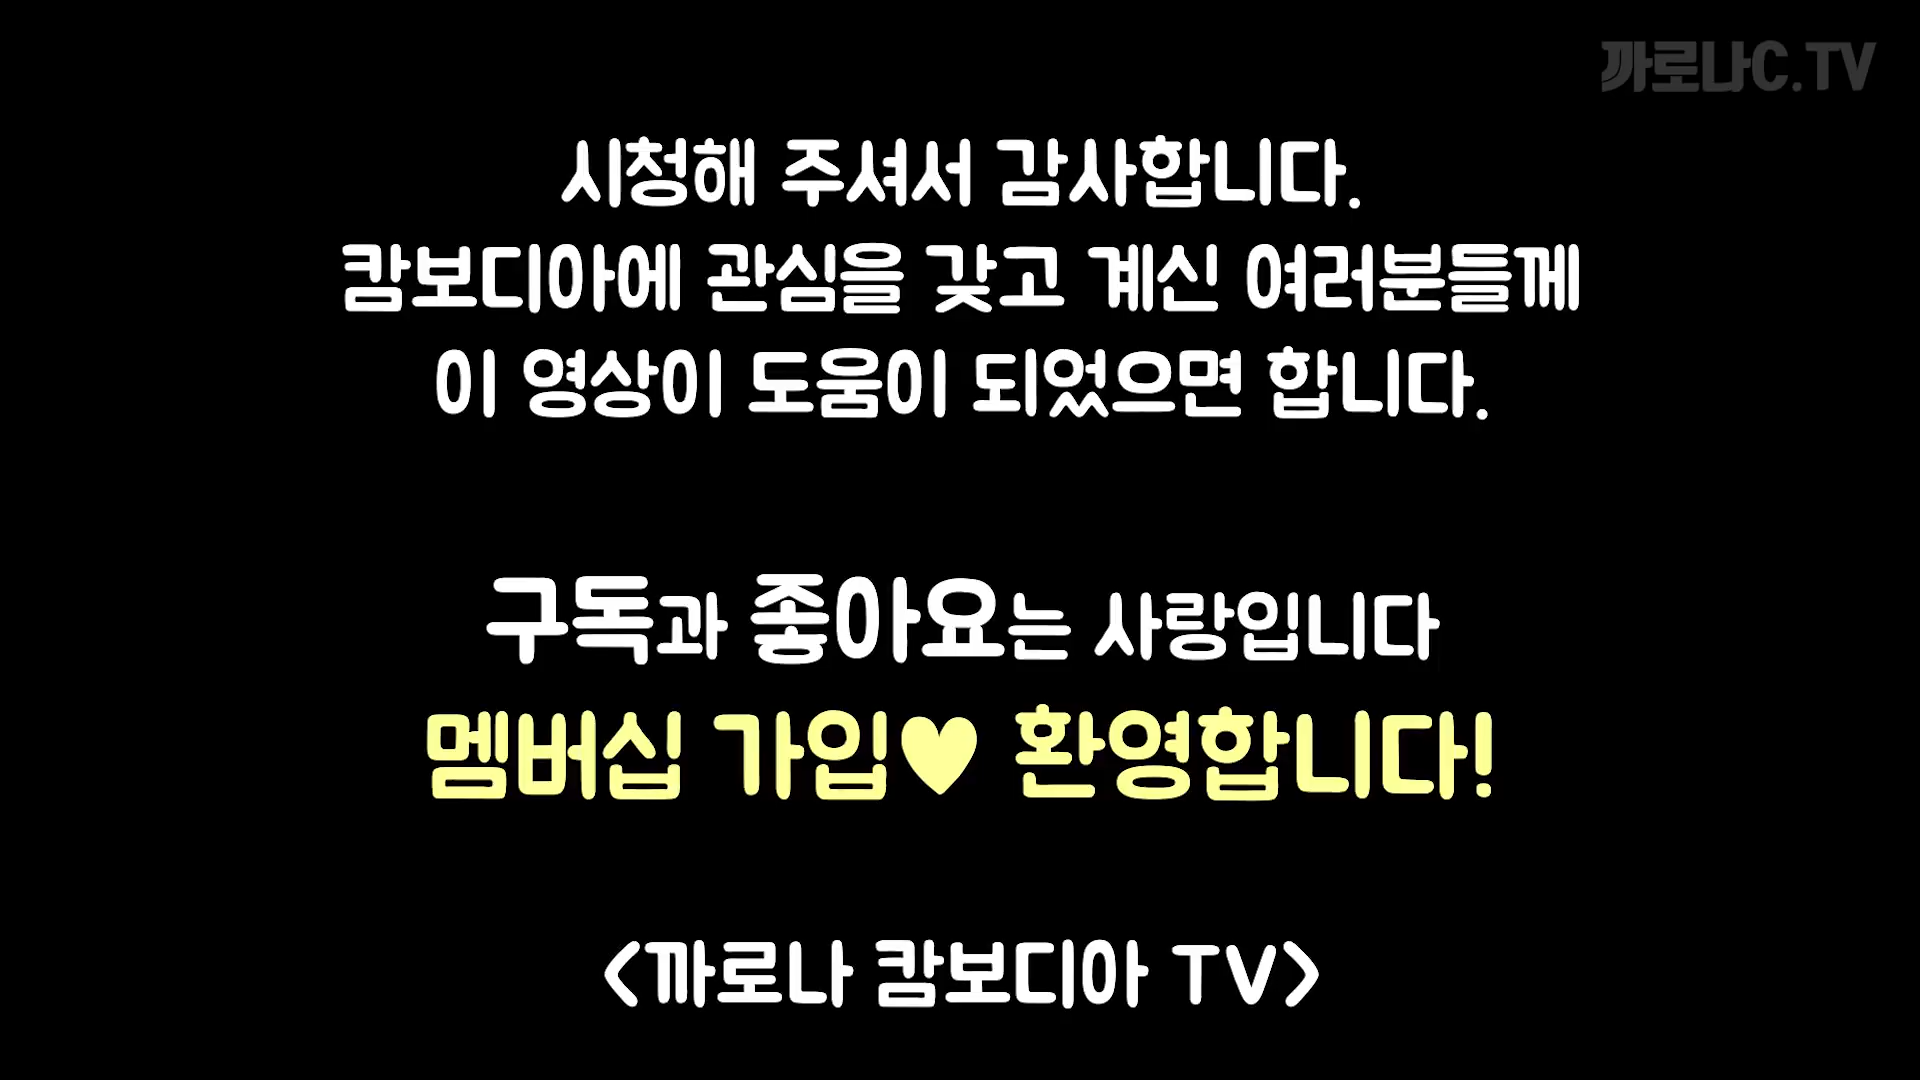 까로나C.TV
시청해 주셔서 감사합니다.
캄보디아에 관심을 갖고 계신 여러분들께
이 영상이 도움이 되었으면 합니다.
구독과 좋아요는 사랑입니다
멤버십 가입♥ 환영합니다!
<까로나 캄보디아 TV>